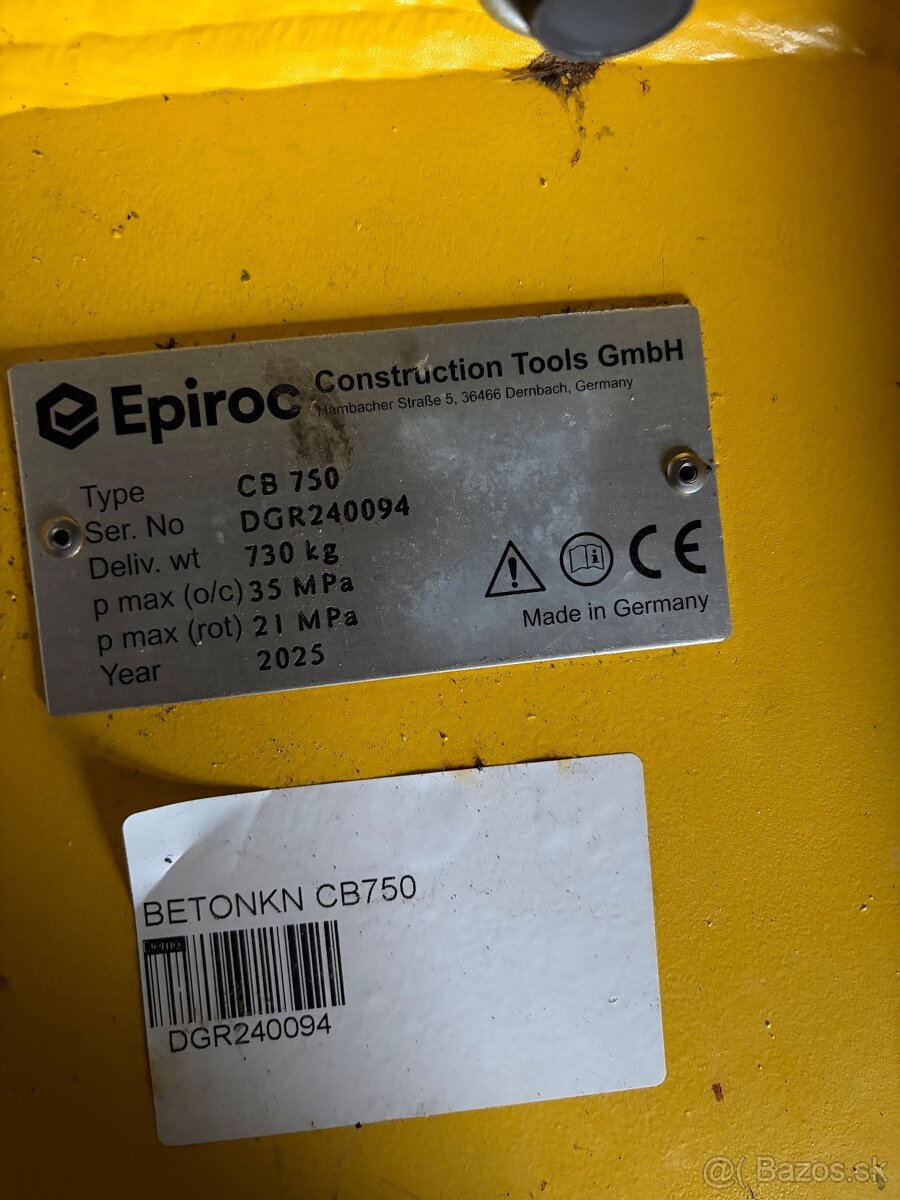 Epiroc Construction Tools GmbH
Hambacher Straße 5, 36466 Dernbach, Germany
Type CB 750
Ser. No DGR240094
Deliv. wt 730 kg
p max (o/c) 35 MPa
p max (rot) 21 MPa
Year 2025
CE
Made in Germany
BETONKN CB750
DGR240094
@( Bazos.sk